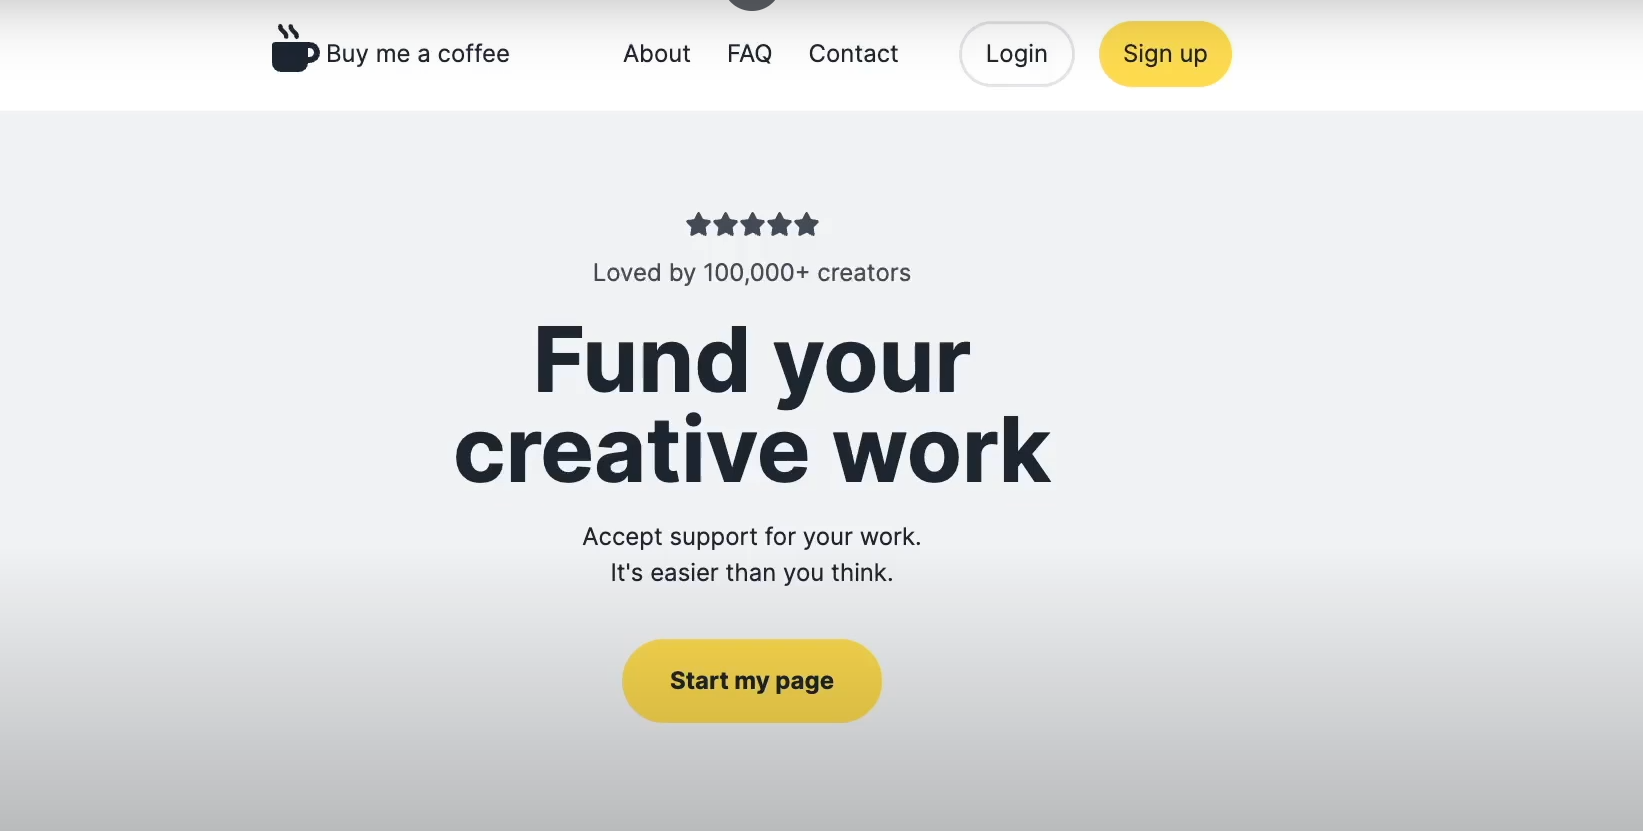 Buy me a coffee
About
FAQ
Contact
Login
Sign up
Loved by 100,000+ creators
Fund your
creative work
Accept support for your work.
It's easier than you think.
Start my page